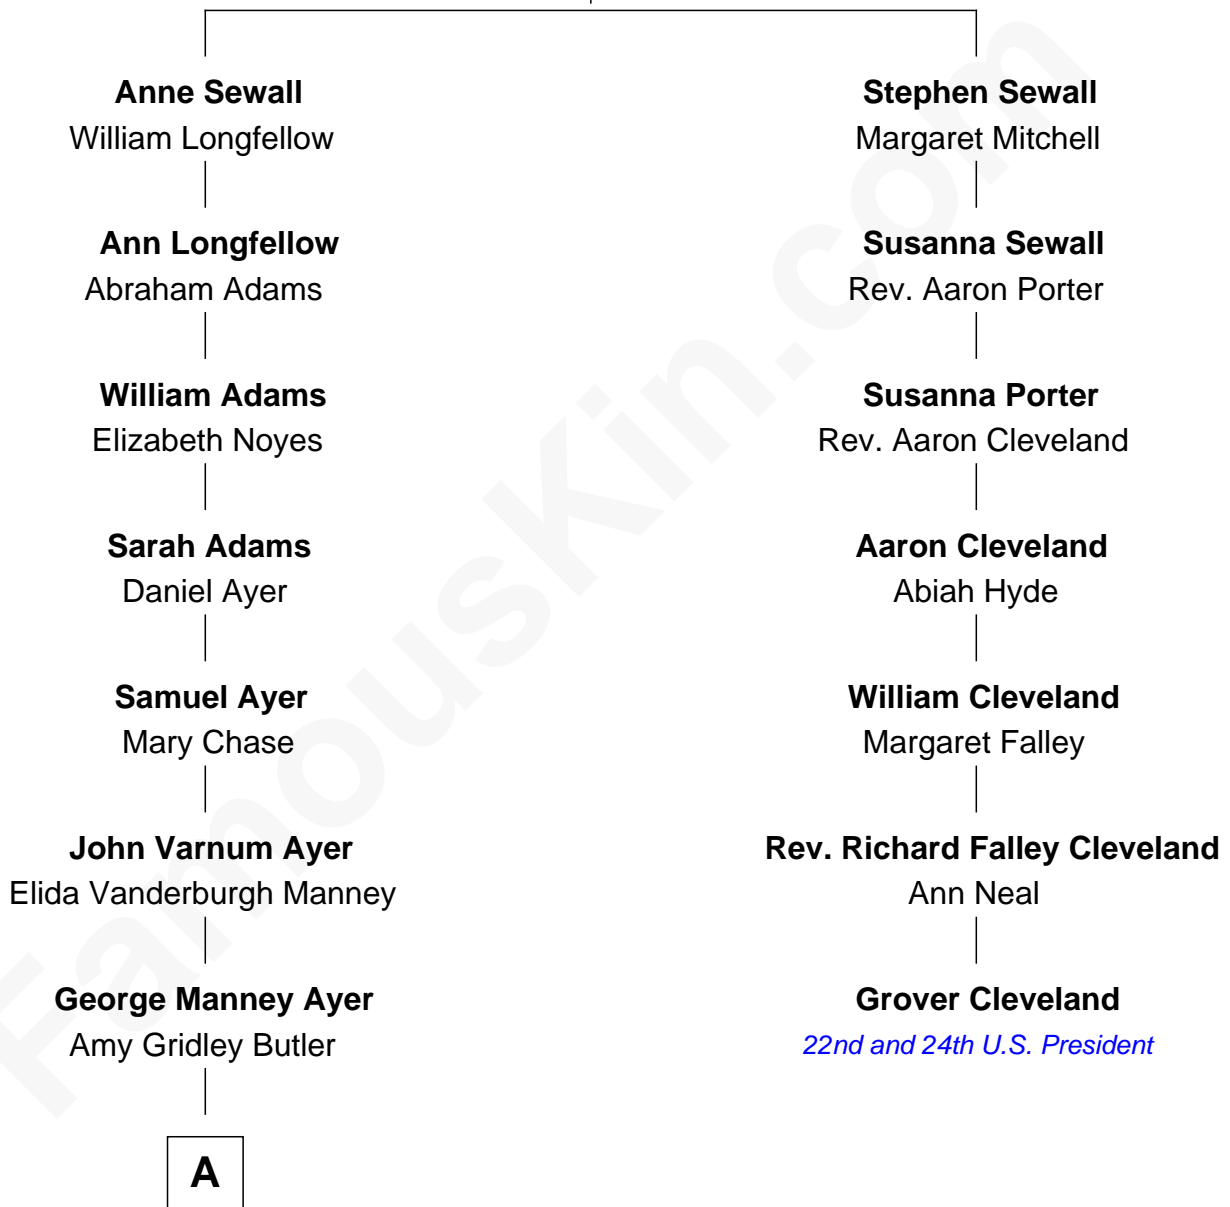 Anne Sewall
William Longfellow
Ann Longfellow
Abraham Adams
William Adams
Elizabeth Noyes
Sarah Adams
Daniel Ayer
Samuel Ayer
Mary Chase
John Varnum Ayer
Elida Vanderburgh Manney
George Manney Ayer
Amy Gridley Butler
A
Stephen Sewall
Margaret Mitchell
Susanna Sewall
Rev. Aaron Porter
Susanna Porter
Rev. Aaron Cleveland
Aaron Cleveland
Abiah Hyde
William Cleveland
Margaret Falley
Rev. Richard Falley Cleveland
Ann Neal
Grover Cleveland
22nd and 24th U.S. President
FamousKin.com